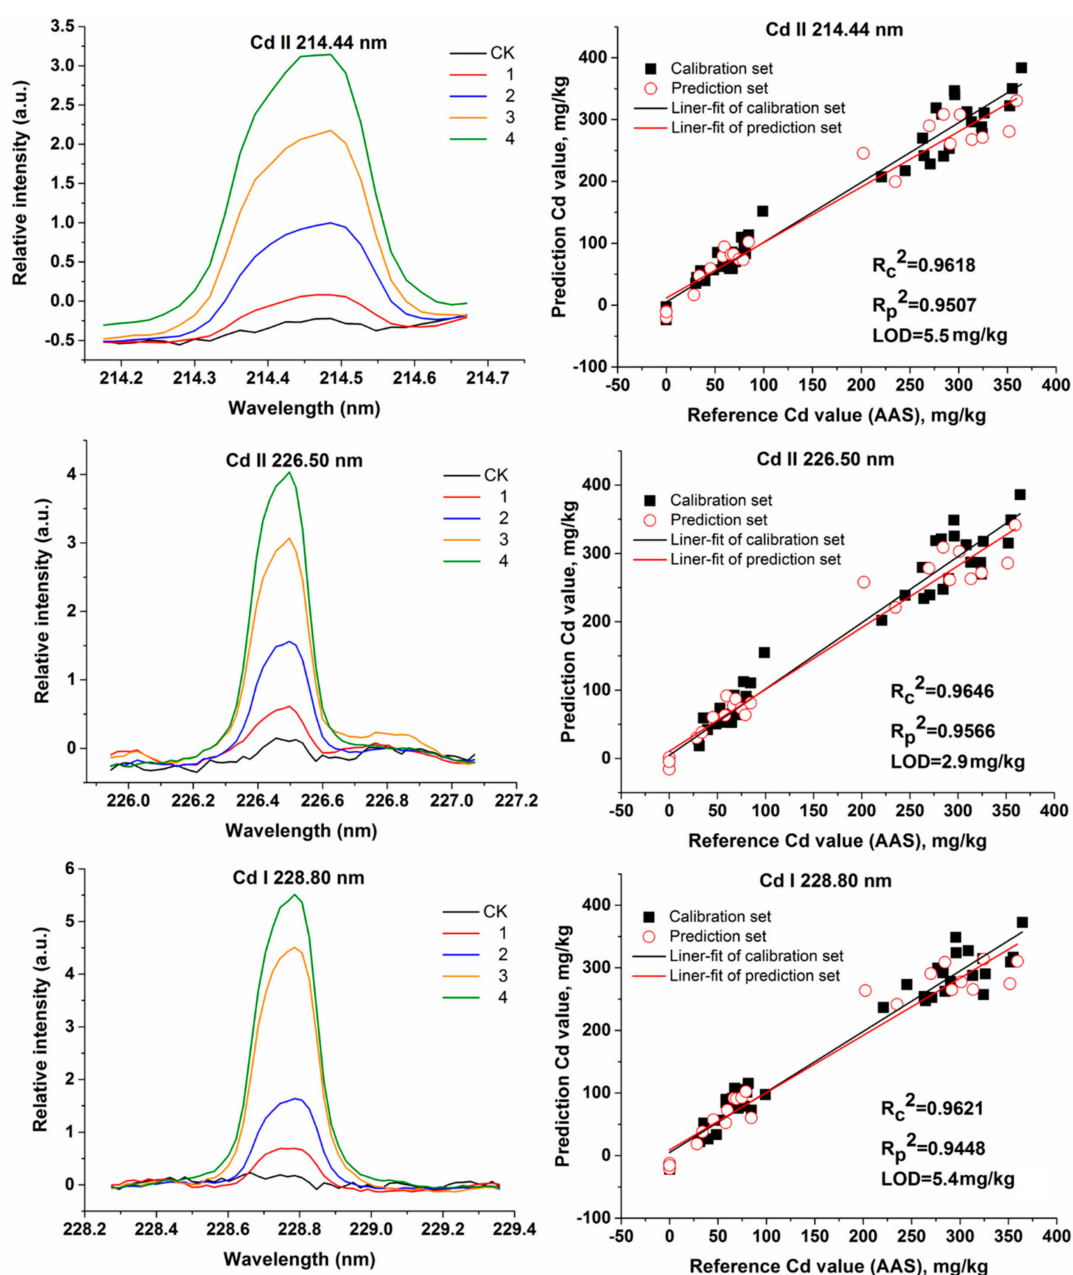 Cd II 214.44 nm
CK
1
2
3
4
3.5
3.0
2.5
2.0
1.5
1.0
0.5
0.0
-0.5
Relative intensity (a.u.)
214.2 214.3 214.4 214.5 214.6 214.7
Wavelength (nm)
Cd II 214.44 nm
Calibration set
Prediction set
Liner-fit of calibration set
Liner-fit of prediction set
400
300
200
100
0
-100
Prediction Cd value, mg/kg
Rc²=0.9618
Rp²=0.9507
LOD=5.5mg/kg
-50 0 50 100 150 200 250 300 350 400
Reference Cd value (AAS), mg/kg
Cd II 226.50 nm
CK
1
2
3
4
4
3
2
1
0
Relative intensity (a.u.)
226.0 226.2 226.4 226.6 226.8 227.0 227.2
Wavelength (nm)
Cd II 226.50 nm
Calibration set
Prediction set
Liner-fit of calibration set
Liner-fit of prediction set
400
300
200
100
0
Prediction Cd value, mg/kg
Rc²=0.9646
Rp²=0.9566
LOD=2.9mg/kg
-50 0 50 100 150 200 250 300 350 400
Reference Cd value (AAS), mg/kg
Cd I 228.80 nm
CK
1
2
3
4
6
5
4
3
2
1
0
Relative intensity (a.u.)
228.2 228.4 228.6 228.8 229.0 229.2 229.4
Wavelength (nm)
Cd I 228.80 nm
Calibration set
Prediction set
Liner-fit of calibration set
Liner-fit of prediction set
400
300
200
100
0
-100
Prediction Cd value, mg/kg
Rc²=0.9621
Rp²=0.9448
LOD=5.4mg/kg
-50 0 50 100 150 200 250 300 350 400
Reference Cd value (AAS), mg/kg